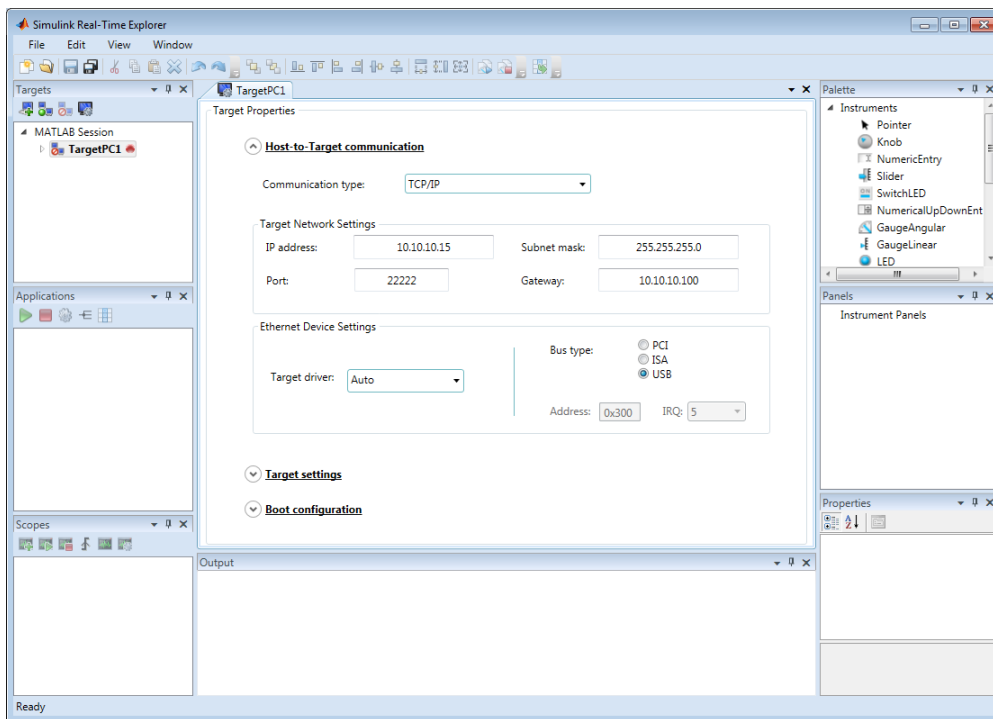 Simulink Real-Time Explorer
File Edit View Window
Targets
MATLAB Session
TargetPC1
Applications
Scopes
TargetPC1
Target Properties
Host-to-Target communication
Communication type: TCP/IP
Target Network Settings
IP address: 10.10.10.15 Subnet mask: 255.255.255.0
Port: 22222 Gateway: 10.10.10.100
Ethernet Device Settings
Target driver: Auto
Bus type:
PCI
ISA
USB
Address: 0x300 IRQ: 5
Target settings
Boot configuration
Output
Palette
Instruments
Pointer
Knob
NumericEntry
Slider
SwitchLED
NumericalUpDownEnt
GaugeAngular
GaugeLinear
LED
Panels
Instrument Panels
Properties
Ready